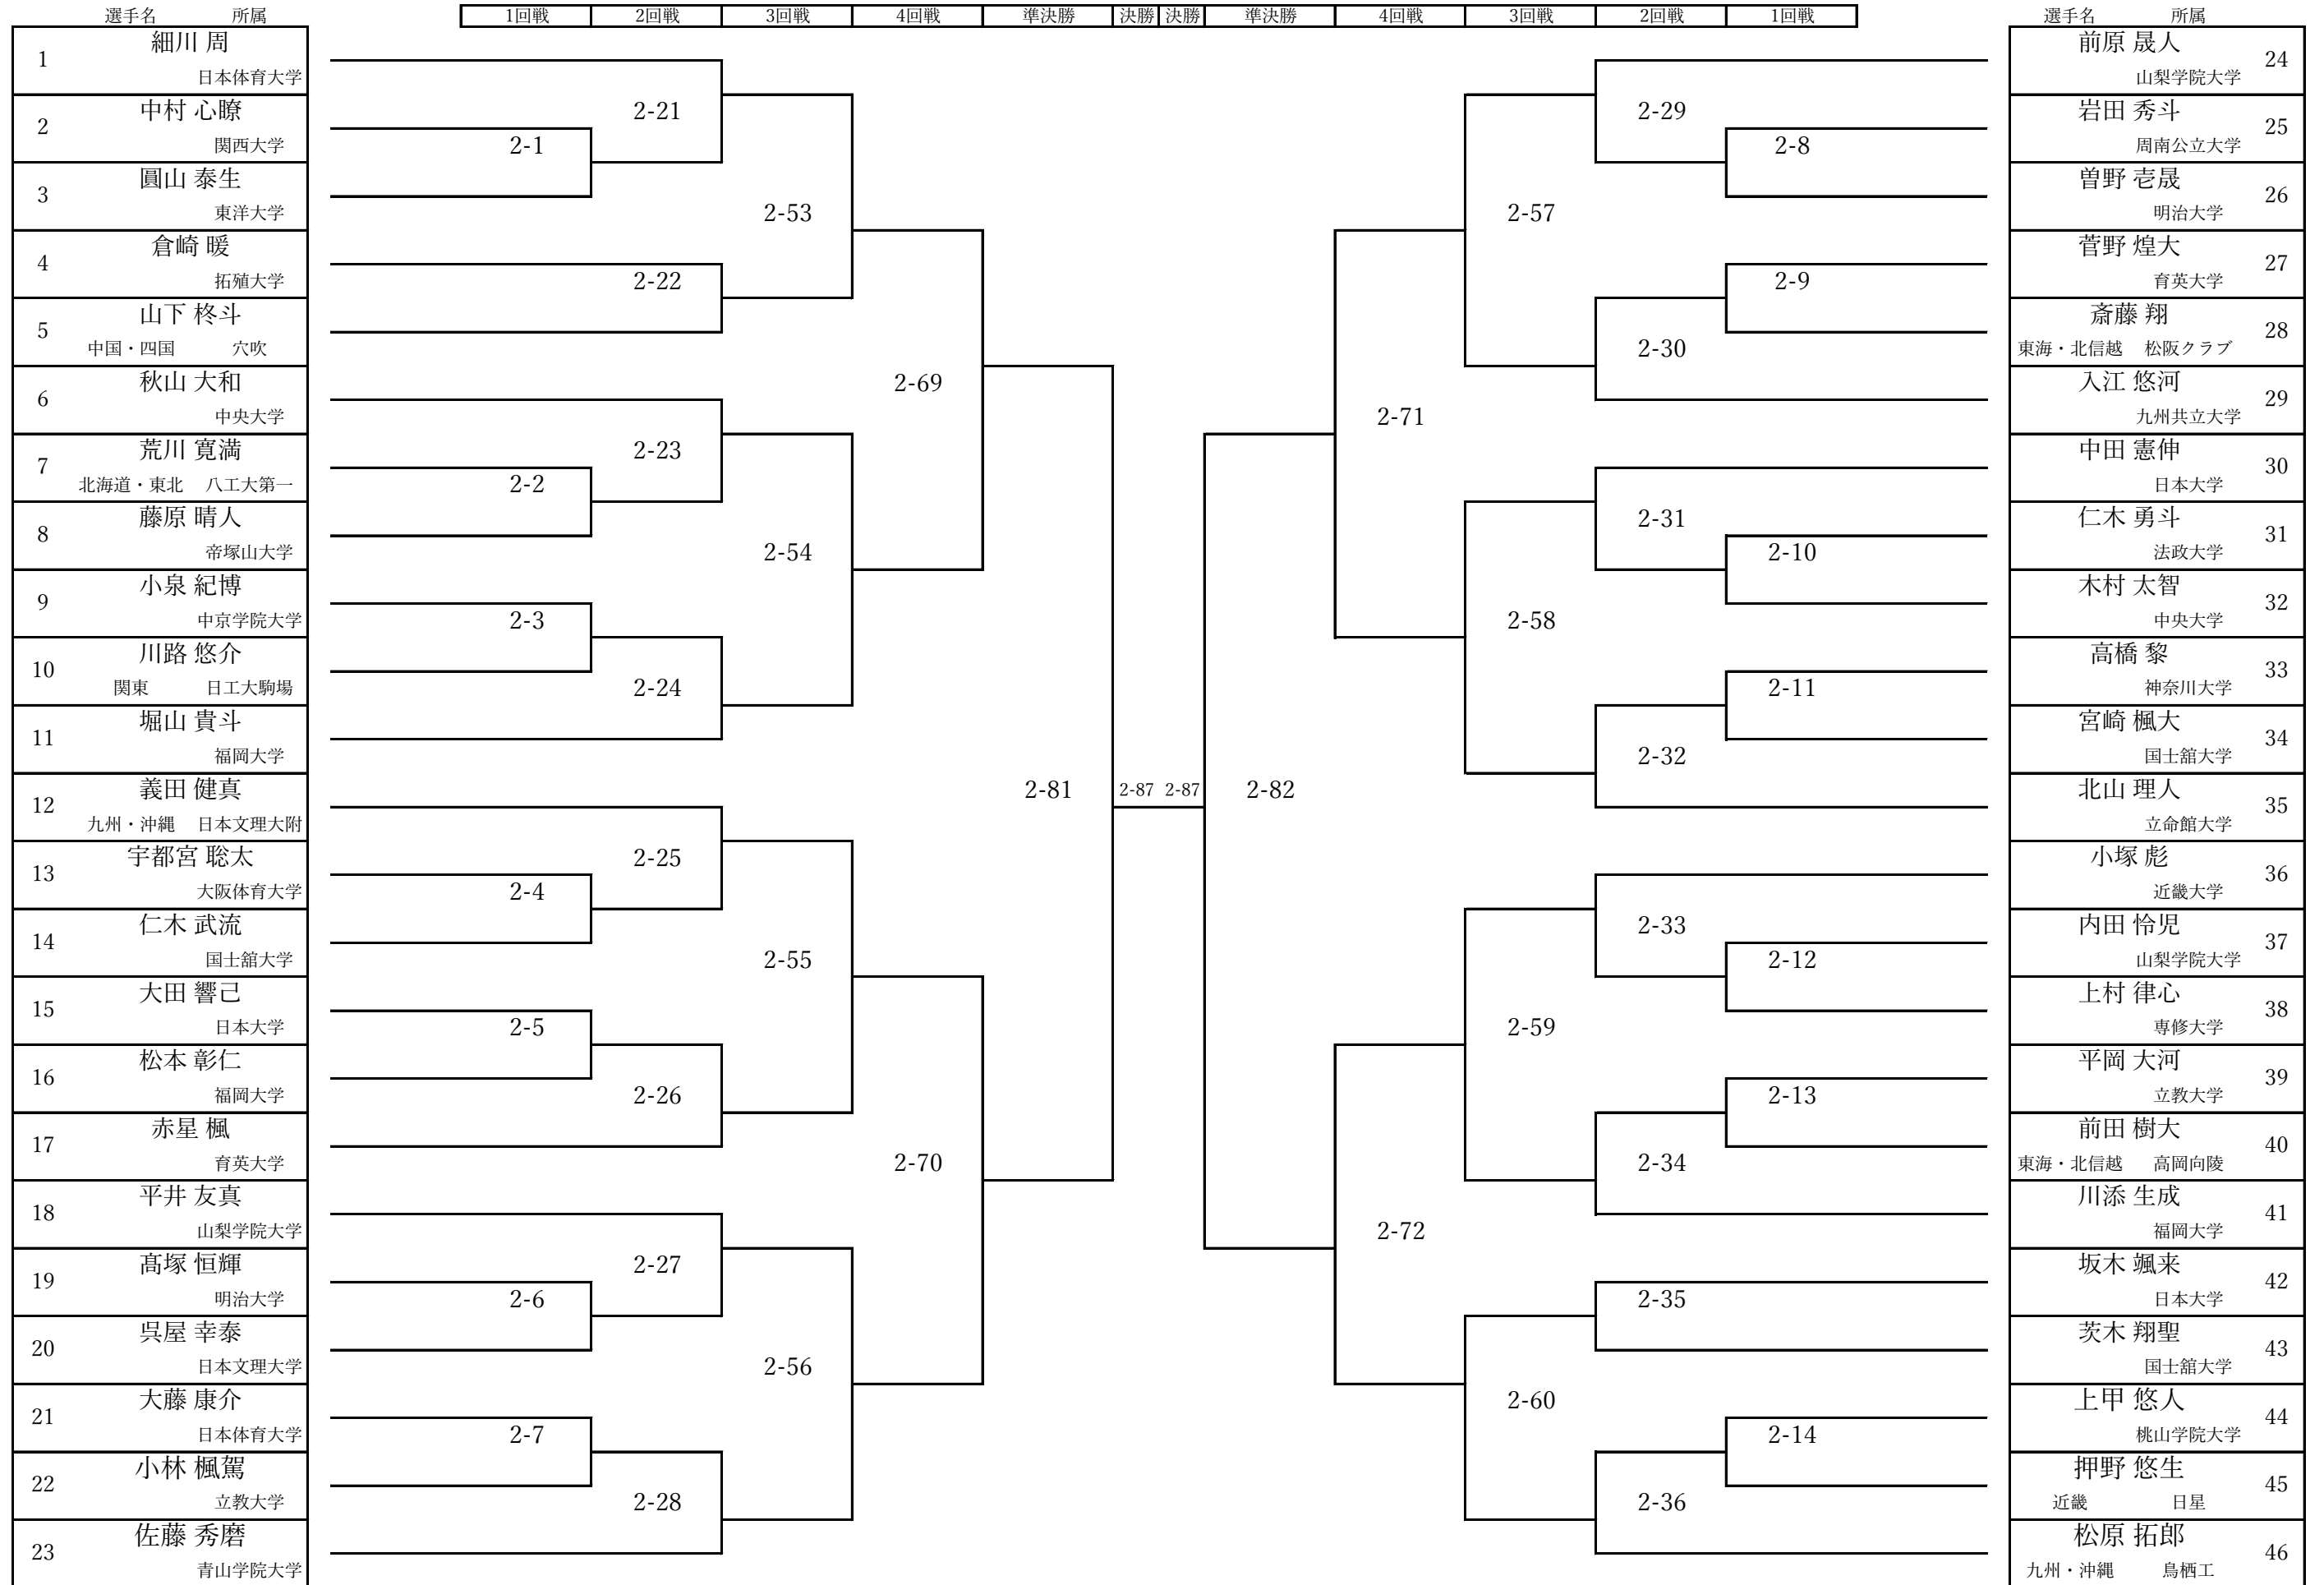 選手名 所属
1回戦 2回戦 3回戦 4回戦 準決勝 決勝 決勝 準決勝 4回戦 3回戦 2回戦 1回戦
選手名 所属
1 細川 周
日本体育大学
2 中村 心瞭
関西大学
3 圓山 泰生
東洋大学
4 倉崎 暖
拓殖大学
5 山下 柊斗
中国・四国 穴吹
6 秋山 大和
中央大学
7 荒川 寛満
北海道・東北 八工大第一
8 藤原 晴人
帝塚山大学
9 小泉 紀博
中京学院大学
10 川路 悠介
関東 日工大駒場
11 堀山 貴斗
福岡大学
12 義田 健真
九州・沖縄 日本文理大附
13 宇都宮 聡太
大阪体育大学
14 仁木 武流
国士舘大学
15 大田 響己
日本大学
16 松本 彰仁
福岡大学
17 赤星 楓
育英大学
18 平井 友真
山梨学院大学
19 髙塚 恒輝
明治大学
20 呉屋 幸泰
日本文理大学
21 大藤 康介
日本体育大学
22 小林 楓駕
立教大学
23 佐藤 秀磨
青山学院大学
2-1
2-2
2-3
2-4
2-5
2-6
2-7
2-21
2-22
2-23
2-24
2-25
2-26
2-27
2-28
2-53
2-54
2-55
2-56
2-69
2-70
2-81
2-87 2-87
2-82
2-71
2-72
2-57
2-58
2-59
2-60
2-29
2-30
2-31
2-32
2-33
2-34
2-35
2-36
2-8
2-9
2-10
2-11
2-12
2-13
2-14
前原 晟人 24
山梨学院大学
岩田 秀斗 25
周南公立大学
曽野 壱晟 26
明治大学
菅野 煌大 27
育英大学
斎藤 翔 28
東海・北信越 松阪クラブ
入江 悠河 29
九州共立大学
中田 憲伸 30
日本大学
仁木 勇斗 31
法政大学
木村 太智 32
中央大学
高橋 黎 33
神奈川大学
宮崎 楓大 34
国士舘大学
北山 理人 35
立命館大学
小塚 彪 36
近畿大学
内田 怜児 37
山梨学院大学
上村 律心 38
専修大学
平岡 大河 39
立教大学
前田 樹大 40
東海・北信越 高岡向陵
川添 生成 41
福岡大学
坂木 颯来 42
日本大学
茨木 翔聖 43
国士舘大学
上甲 悠人 44
桃山学院大学
押野 悠生 45
近畿 日星
松原 拓郎 46
九州・沖縄 鳥栖工